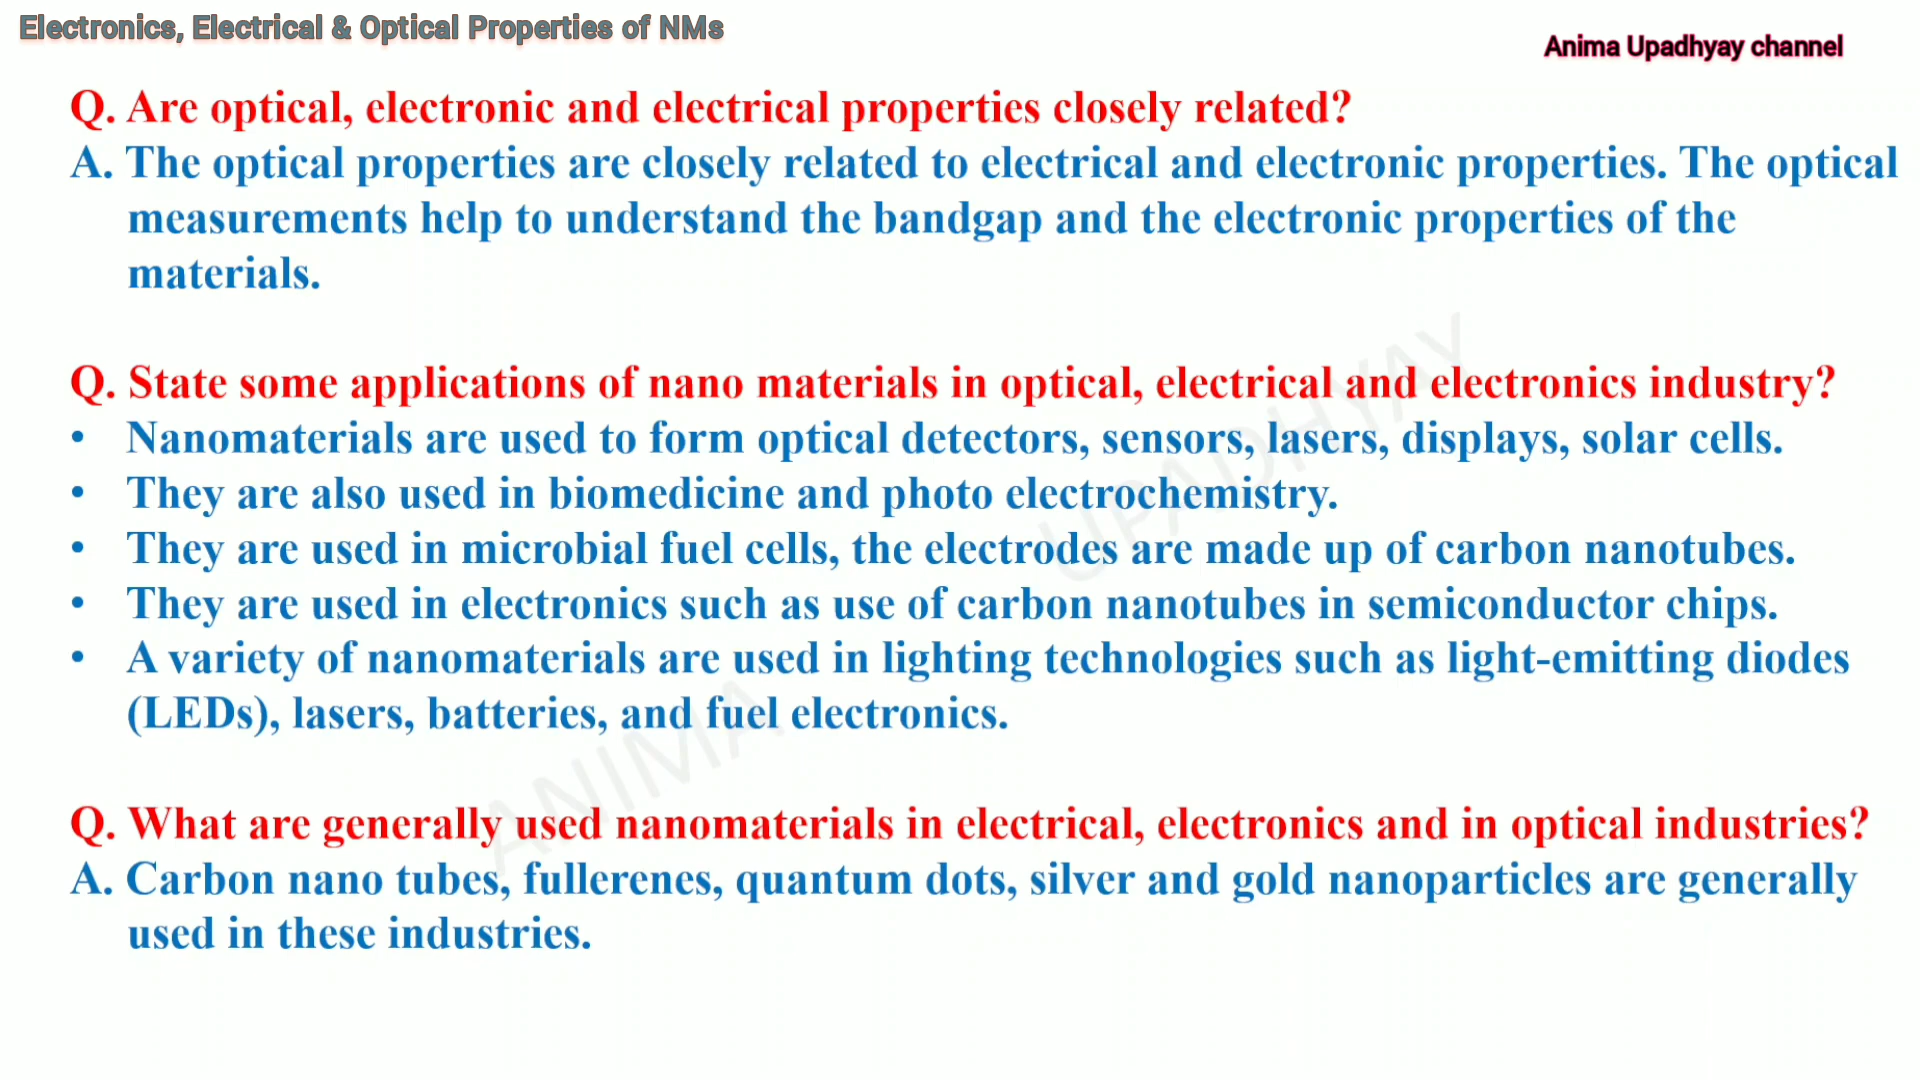 Electronics, Electrical & Optical Properties of NMs
Anima Upadhyay channel
Q. Are optical, electronic and electrical properties closely related?
A. The optical properties are closely related to electrical and electronic properties. The optical
measurements help to understand the bandgap and the electronic properties of the
materials.
Q. State some applications of nano materials in optical, electrical and electronics industry?
• Nanomaterials are used to form optical detectors, sensors, lasers, displays, solar cells.
• They are also used in biomedicine and photo electrochemistry.
• They are used in microbial fuel cells, the electrodes are made up of carbon nanotubes.
• They are used in electronics such as use of carbon nanotubes in semiconductor chips.
• A variety of nanomaterials are used in lighting technologies such as light-emitting diodes
(LEDs), lasers, batteries, and fuel electronics.
Q. What are generally used nanomaterials in electrical, electronics and in optical industries?
A. Carbon nano tubes, fullerenes, quantum dots, silver and gold nanoparticles are generally
used in these industries.
ANIMA UPADHYAY